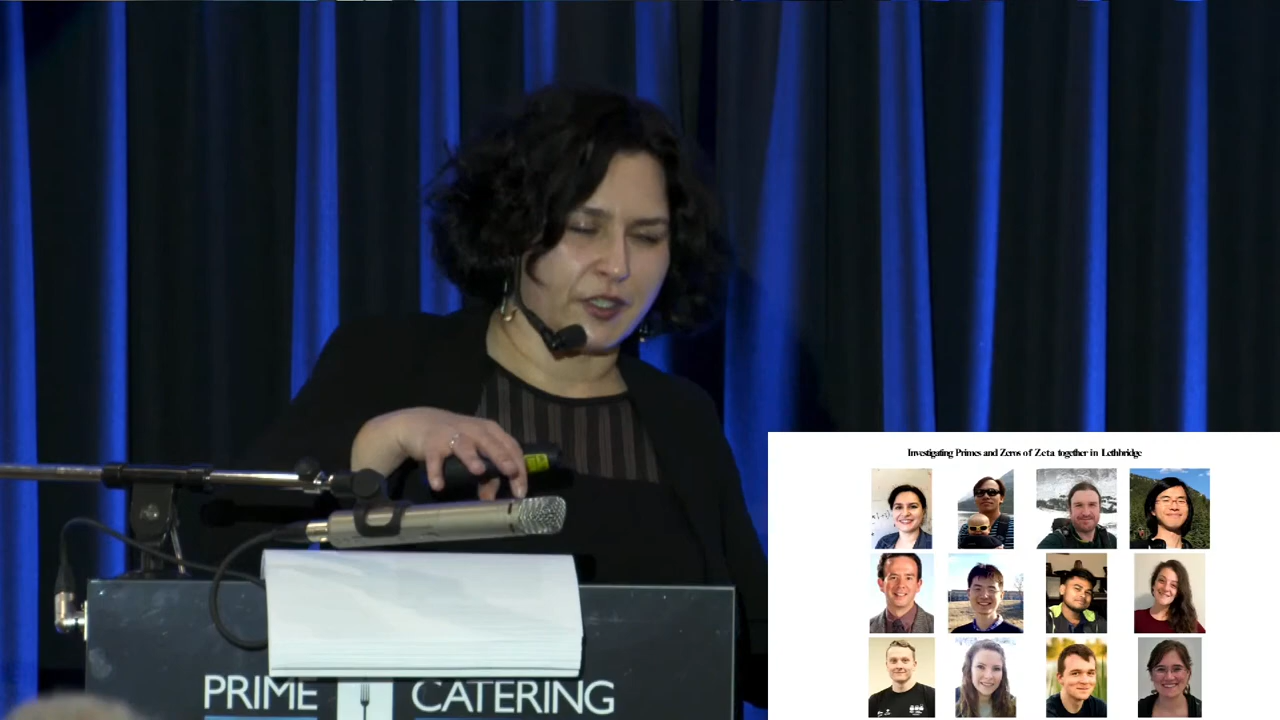 Investigating Primes and Zeros of Zeta together in Lethbridge
PRIME CATERING